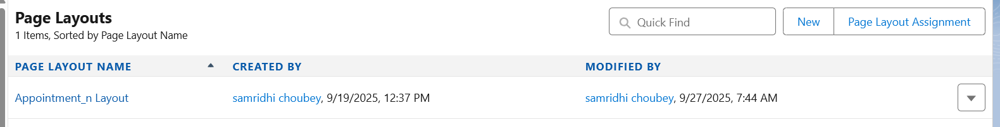 Page Layouts
1 Items, Sorted by Page Layout Name
Quick Find
New
Page Layout Assignment
PAGE LAYOUT NAME
CREATED BY
MODIFIED BY
Appointment_n Layout
samridhi choubey, 9/19/2025, 12:37 PM
samridhi choubey, 9/27/2025, 7:44 AM